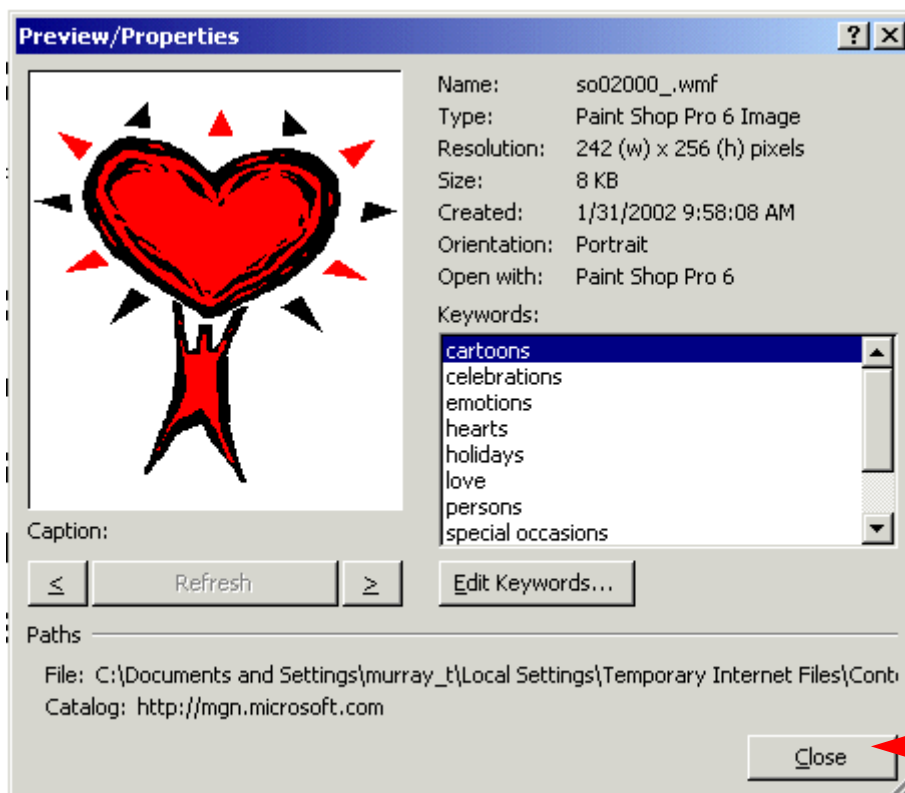 Preview/Properties
Name: so02000_.wmf
Type: Paint Shop Pro 6 Image
Resolution: 242 (w) x 256 (h) pixels
Size: 8 KB
Created: 1/31/2002 9:58:08 AM
Orientation: Portrait
Open with: Paint Shop Pro 6
Keywords:
cartoons
celebrations
emotions
hearts
holidays
love
persons
special occasions
Caption:
< Refresh >
Edit Keywords...
Paths
File: C:\Documents and Settings\murray_t\Local Settings\Temporary Internet Files\Cont
Catalog: http://mgn.microsoft.com
Close